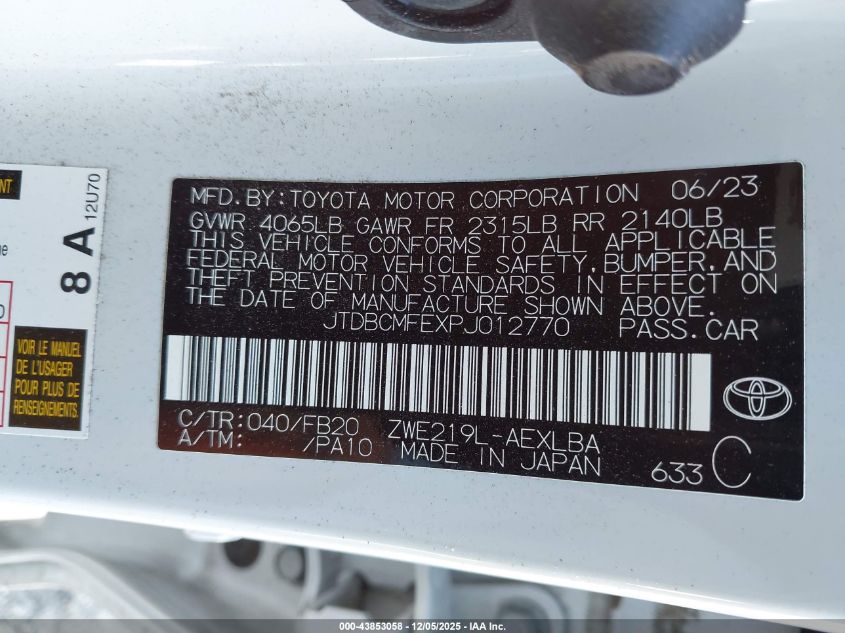 NT
12U70
8 A
VOIR LE MANUEL
DE L'USAGER
POUR PLUS DE
RENSEIGNEMENTS.
MFD.BY:TOYOTA MOTOR CORPORATION 06/23
GVWR 4065LB GAWR FR 2315LB RR 2140LB
THIS VEHICLE CONFORMS TO ALL APPLICABLE
FEDERAL MOTOR VEHICLE SAFETY,BUMPER,AND
THEFT PREVENTION STANDARDS IN EFFECT ON
THE DATE OF MANUFACTURE SHOWN ABOVE.
JTDBCMFEXPJ012770 PASS.CAR
C/TR:040/FB20 ZWE219L-AEXLBA
A/TM: /PA10 MADE IN JAPAN
633 C
000-43853058 - 12/05/2025 - IAA Inc.